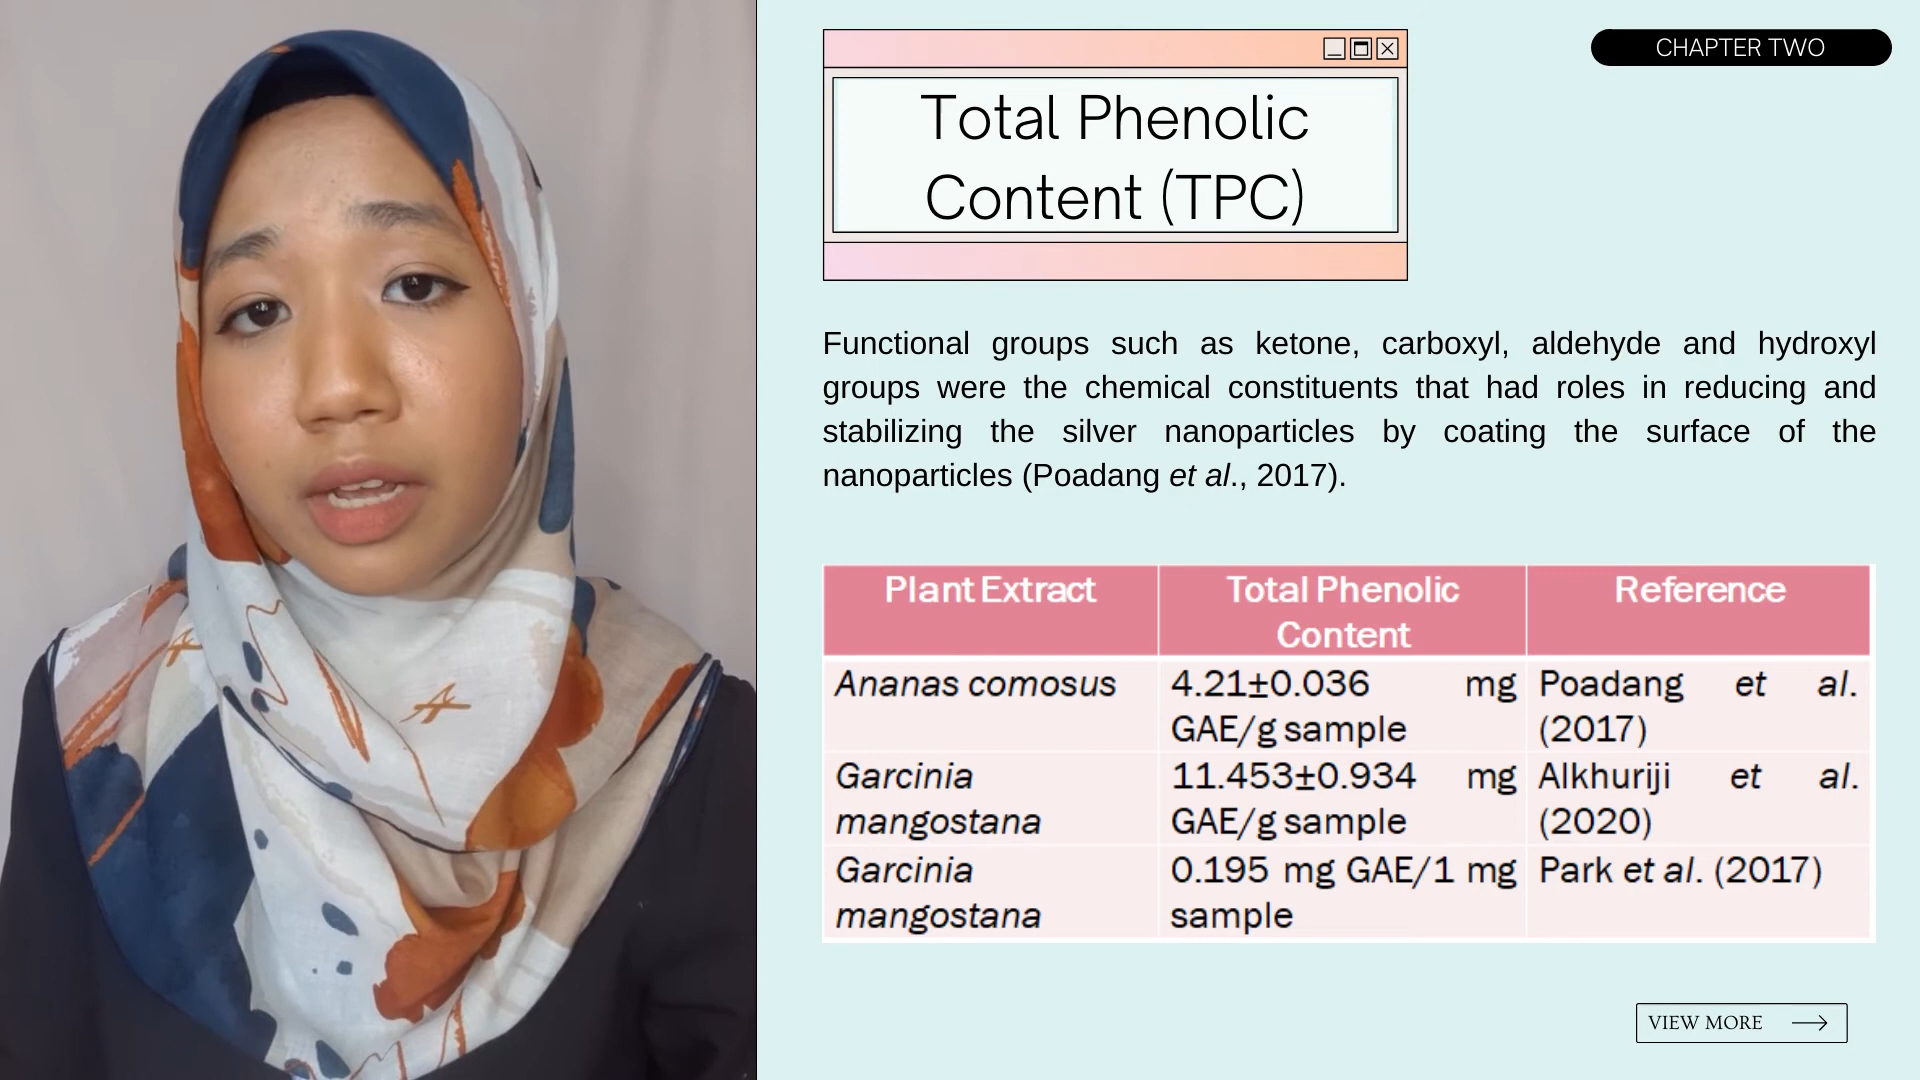 CHAPTER TWO
Total Phenolic
Content (TPC)
Functional groups such as ketone, carboxyl, aldehyde and hydroxyl
groups were the chemical constituents that had roles in reducing and
stabilizing the silver nanoparticles by coating the surface of the
nanoparticles (Poadang et al., 2017).
Plant Extract Total Phenolic Content Reference
Ananas comosus 4.21±0.036 mg GAE/g sample Poadang et al. (2017)
Garcinia mangostana 11.453±0.934 mg GAE/g sample Alkhuriji et al. (2020)
Garcinia mangostana 0.195 mg GAE/1 mg sample Park et al. (2017)
VIEW MORE